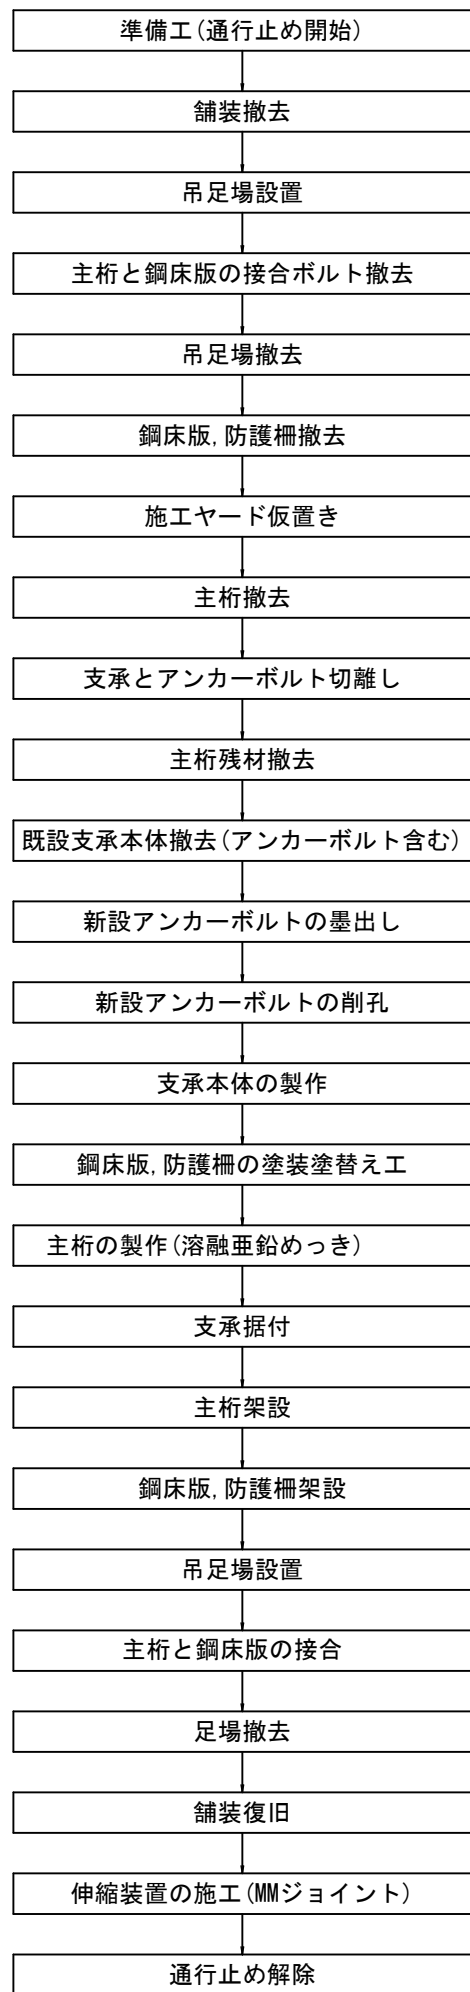 準備工(通行止め開始)
舗装撤去
吊足場設置
主桁と鋼床版の接合ボルト撤去
吊足場撤去
鋼床版,防護柵撤去
施工ヤード仮置き
主桁撤去
支承とアンカーボルト切離し
主桁残材撤去
既設支承本体撤去(アンカーボルト含む)
新設アンカーボルトの墨出し
新設アンカーボルトの削孔
支承本体の製作
鋼床版,防護柵の塗装塗替え工
主桁の製作(溶融亜鉛めっき)
支承据付
主桁架設
鋼床版,防護柵架設
吊足場設置
主桁と鋼床版の接合
足場撤去
舗装復旧
伸縮装置の施工(MMジョイント)
通行止め解除